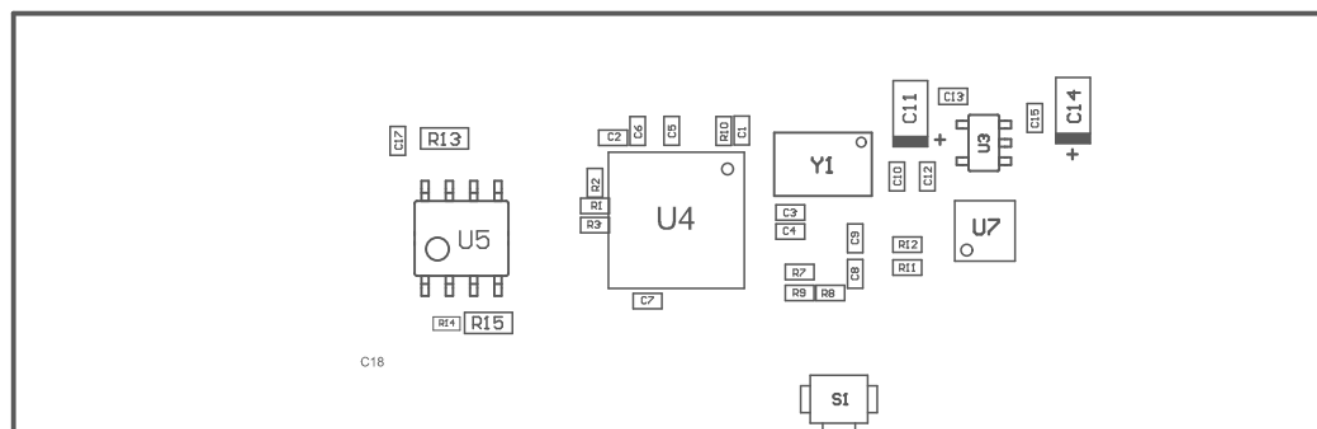 C11
C13
C14
C15
C17
R13
C2
C6
C5
R10
C1
Y1
U3
+
+
C10
C12
R2
R1
R3
U4
C3
C4
U5
C9
R12
U7
R7
C8
R11
R9
R8
C7
R14
R15
C18
S1